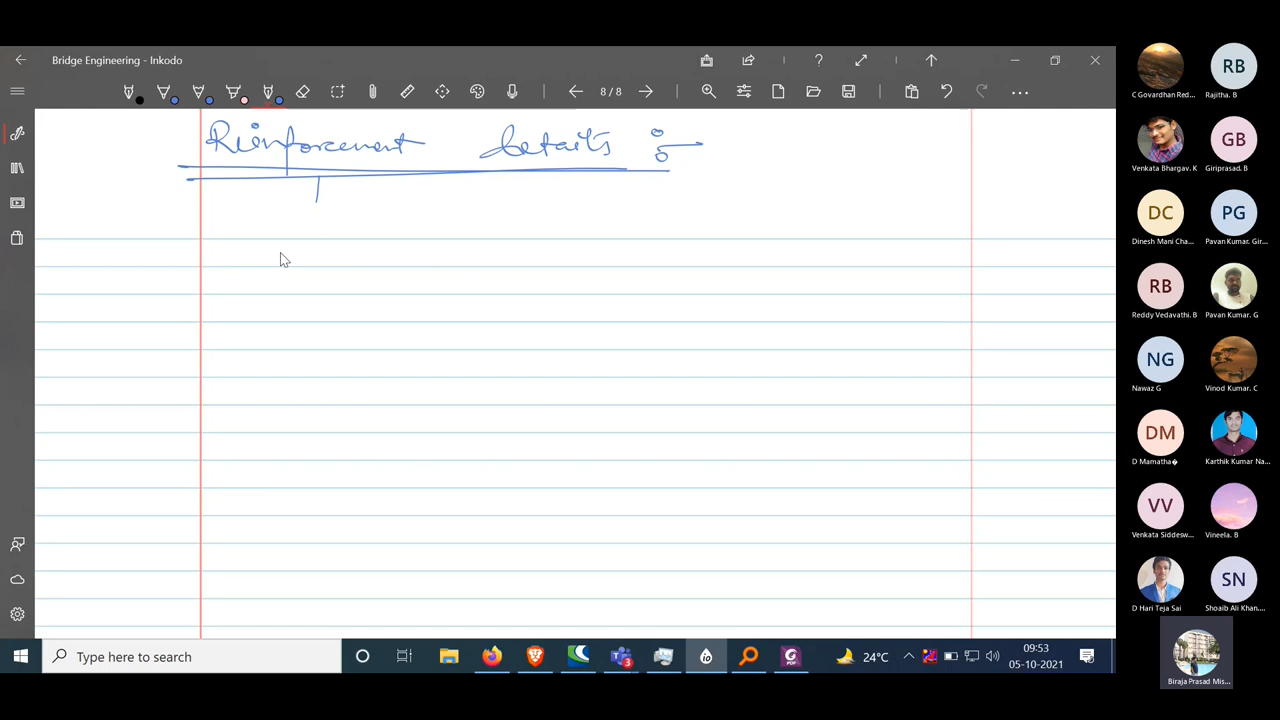 Bridge Engineering - Inkodo
8/8
Reinforcement details :-
RB
C Govardhan Red...
Rajitha. B
GB
Venkata Bhargav. K
Giriprasad. B
DC
PG
Dinesh Mani Cha...
Pavan Kumar. Gir...
RB
Reddy Vedavathi. B
Pavan Kumar. G
NG
Nawaz G
Vinod Kumar. C
DM
D Mamatha�
Karthik Kumar Na...
VV
Venkata Siddesw...
Vineela. B
SN
D Hari Teja Sai
Shoaib Ali Khan....
Biraja Prasad Mis...
Type here to search
3
24°C
09:53
05-10-2021